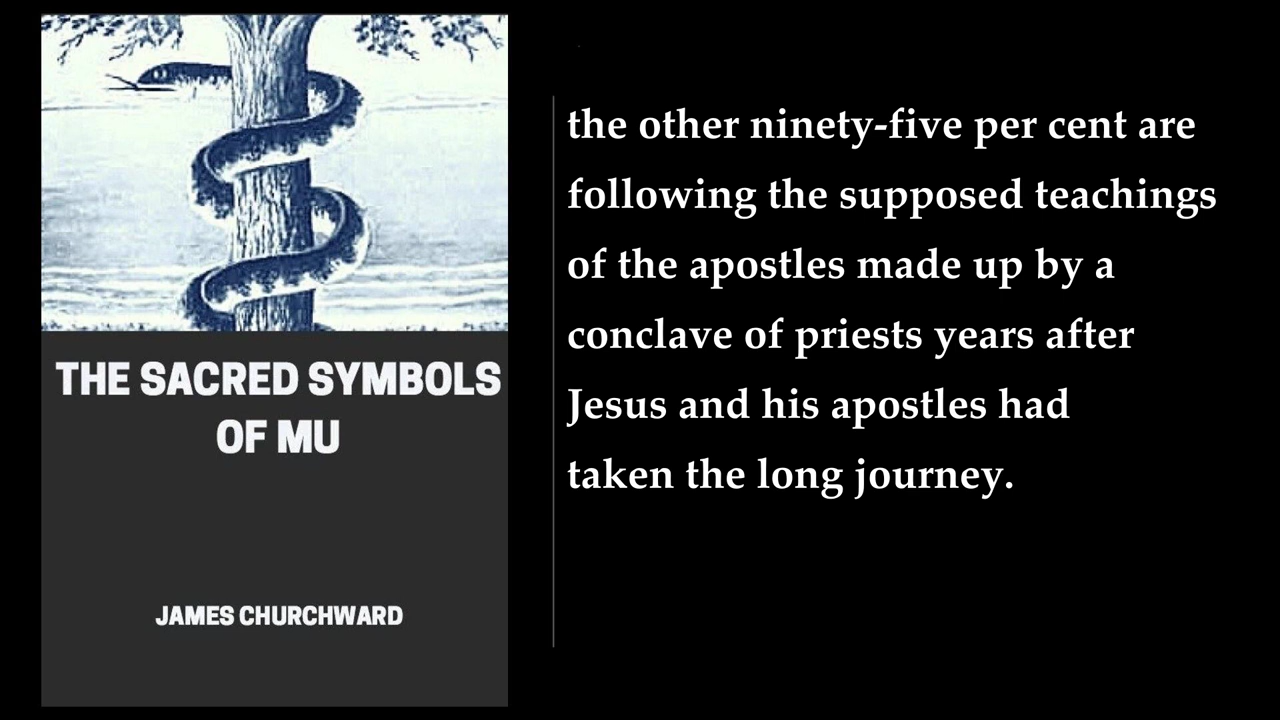 THE SACRED SYMBOLS
OF MU
JAMES CHURCHWARD
the other ninety-five per cent are
following the supposed teachings
of the apostles made up by a
conclave of priests years after
Jesus and his apostles had
taken the long journey.